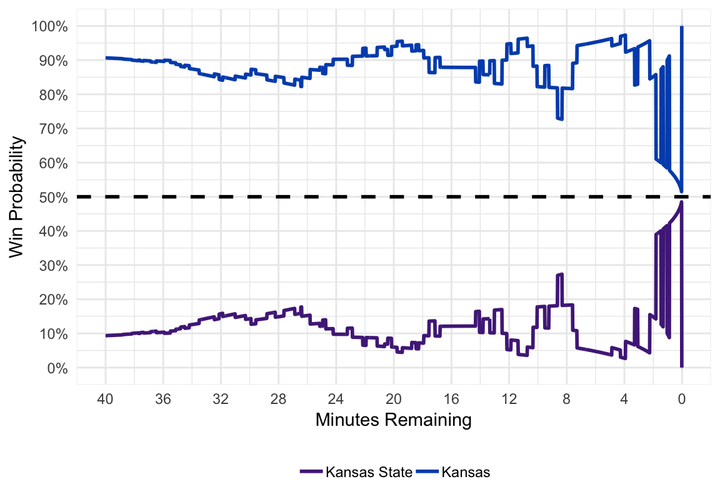 100%
90%
80%
70%
60%
50%
40%
30%
20%
10%
0%
Win Probability
40 36 32 28 24 20 16 12 8 4 0
Minutes Remaining
Kansas State Kansas